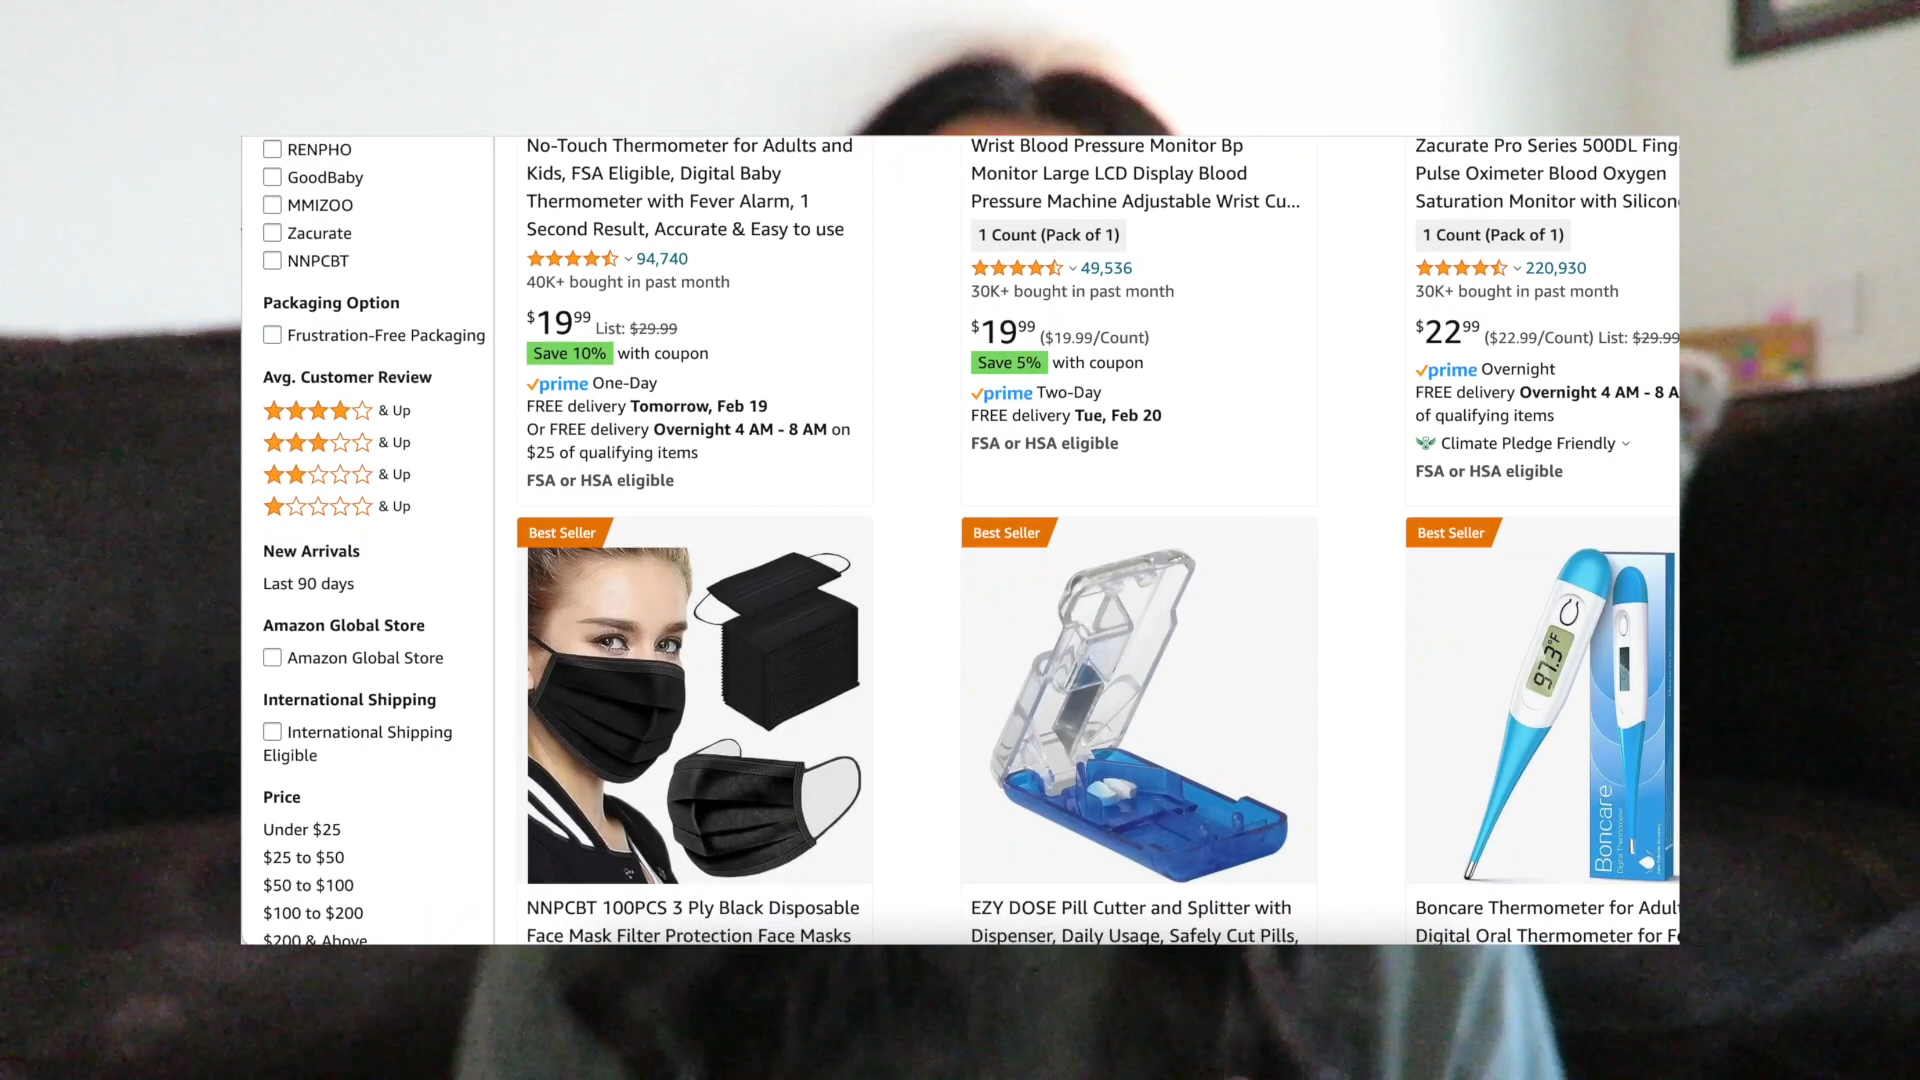 RENPHO
GoodBaby
MMIZOO
Zacurate
NNPCBT
Packaging Option
Frustration-Free Packaging
Avg. Customer Review
& Up
& Up
& Up
& Up
New Arrivals
Last 90 days
Amazon Global Store
Amazon Global Store
International Shipping
International Shipping
Eligible
Price
Under $25
$25 to $50
$50 to $100
$100 to $200
$200 & Above
No-Touch Thermometer for Adults and
Kids, FSA Eligible, Digital Baby
Thermometer with Fever Alarm, 1
Second Result, Accurate & Easy to use
94,740
40K+ bought in past month
$19.99 List: $29.99
Save 10% with coupon
prime One-Day
FREE delivery Tomorrow, Feb 19
Or FREE delivery Overnight 4 AM - 8 AM on
$25 of qualifying items
FSA or HSA eligible
Wrist Blood Pressure Monitor Bp
Monitor Large LCD Display Blood
Pressure Machine Adjustable Wrist Cu...
1 Count (Pack of 1)
49,536
30K+ bought in past month
$19.99 ($19.99/Count)
Save 5% with coupon
prime Two-Day
FREE delivery Tue, Feb 20
FSA or HSA eligible
Zacurate Pro Series 500DL Fing
Pulse Oximeter Blood Oxygen
Saturation Monitor with Silicon
1 Count (Pack of 1)
220,930
30K+ bought in past month
$22.99 ($22.99/Count) List: $29.99
prime Overnight
FREE delivery Overnight 4 AM - 8 A
of qualifying items
Climate Pledge Friendly
FSA or HSA eligible
Best Seller
NNPCBT 100PCS 3 Ply Black Disposable
Face Mask Filter Protection Face Masks
Best Seller
EZY DOSE Pill Cutter and Splitter with
Dispenser, Daily Usage, Safely Cut Pills,
Best Seller
97.3°F
Boncare
Digital Thermometer
Boncare Thermometer for Adul
Digital Oral Thermometer for F